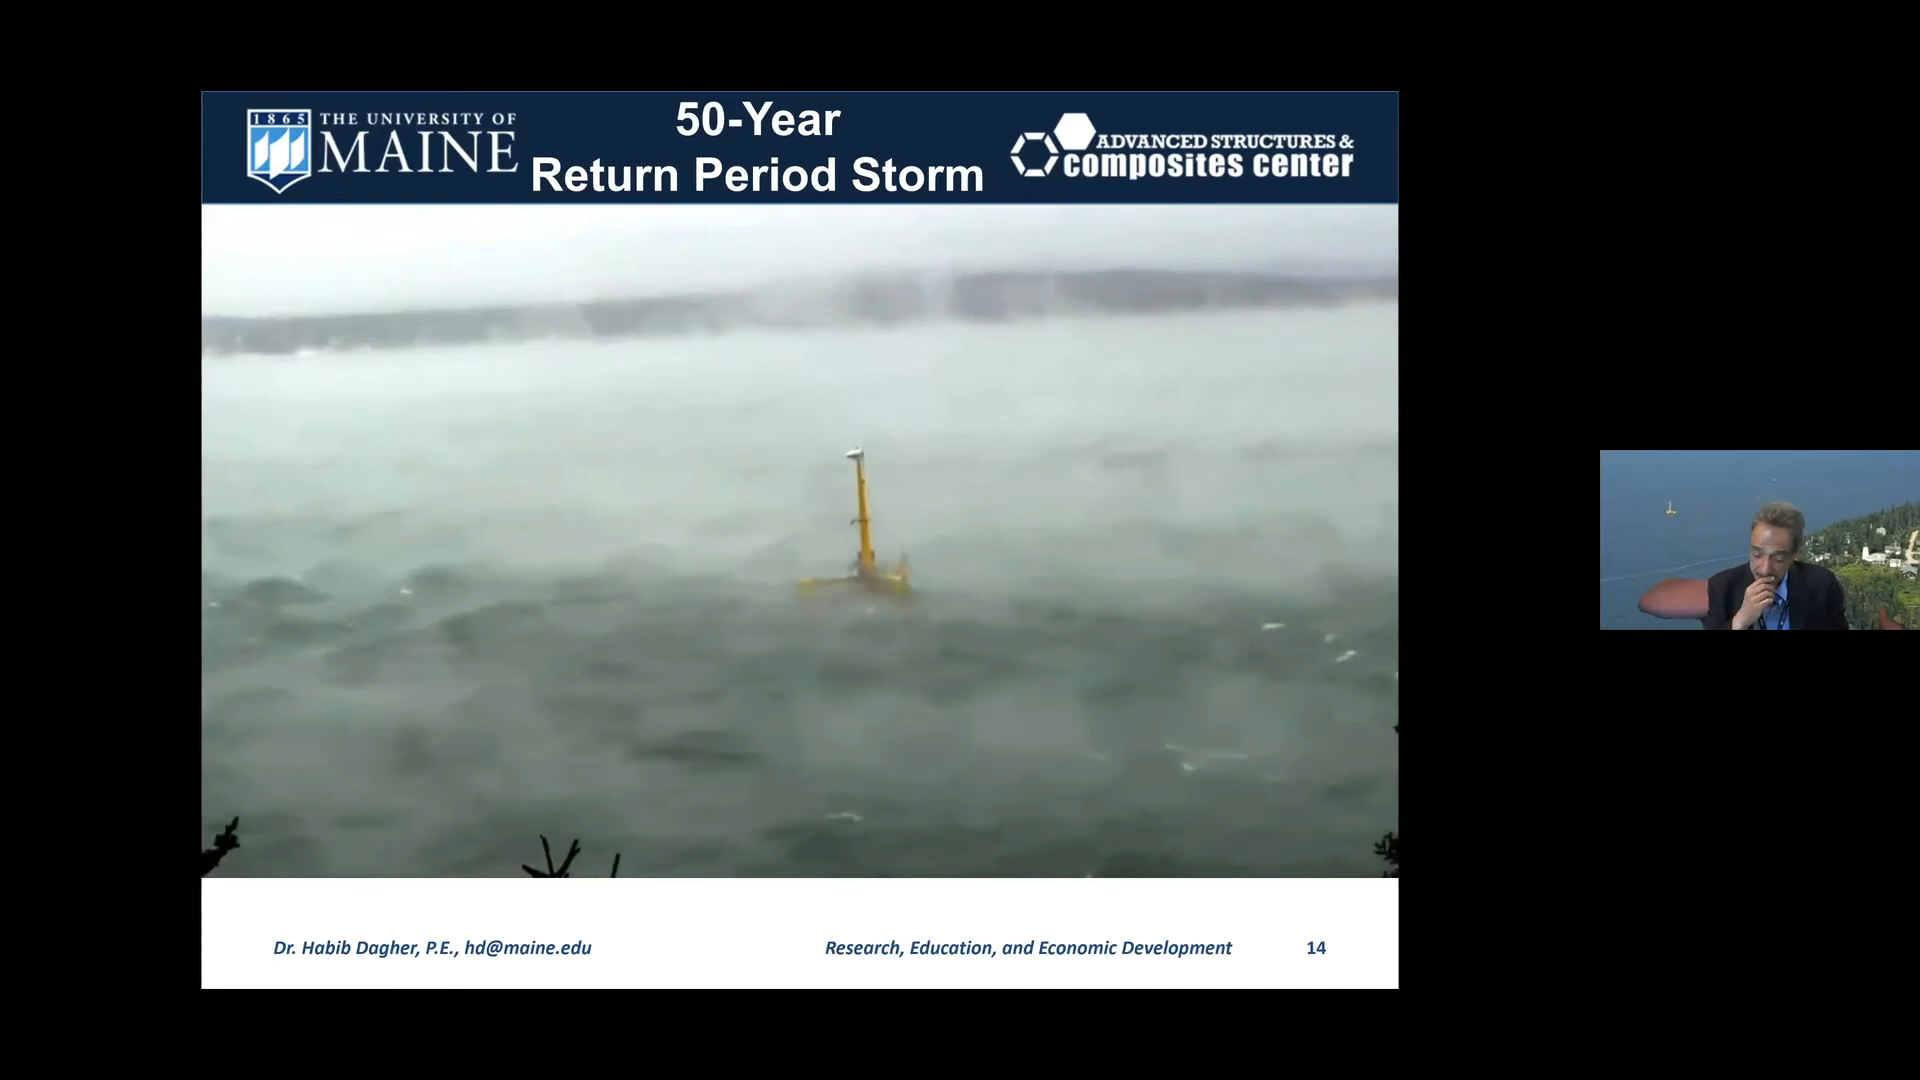 1865
THE UNIVERSITY OF
MAINE
50-Year
Return Period Storm
ADVANCED STRUCTURES &
composites center
Dr. Habib Dagher, P.E., hd@maine.edu
Research, Education, and Economic Development
14